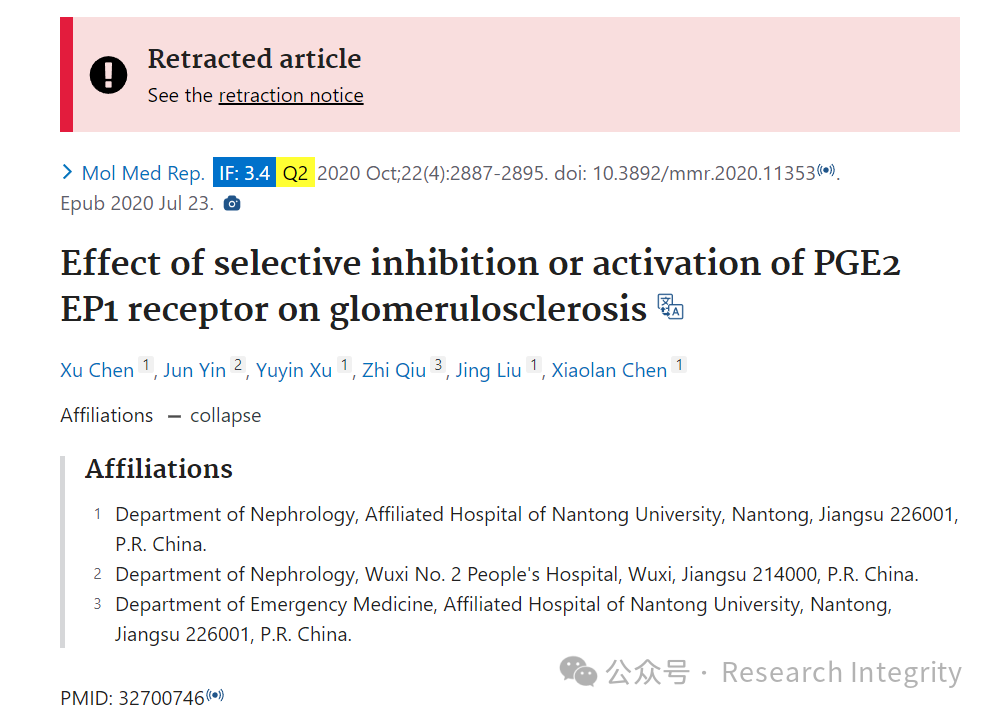 Retracted article
See the retraction notice
Mol Med Rep. IF: 3.4 Q2 2020 Oct;22(4):2887-2895. doi: 10.3892/mmr.2020.11353.
Epub 2020 Jul 23.
Effect of selective inhibition or activation of PGE2
EP1 receptor on glomerulosclerosis
Xu Chen 1, Jun Yin 2, Yuyin Xu 1, Zhi Qiu 3, Jing Liu 1, Xiaolan Chen 1
Affiliations — collapse
Affiliations
1 Department of Nephrology, Affiliated Hospital of Nantong University, Nantong, Jiangsu 226001,
P.R. China.
2 Department of Nephrology, Wuxi No. 2 People's Hospital, Wuxi, Jiangsu 214000, P.R. China.
3 Department of Emergency Medicine, Affiliated Hospital of Nantong University, Nantong,
Jiangsu 226001, P.R. China.
公众号 · Research Integrity
PMID: 32700746